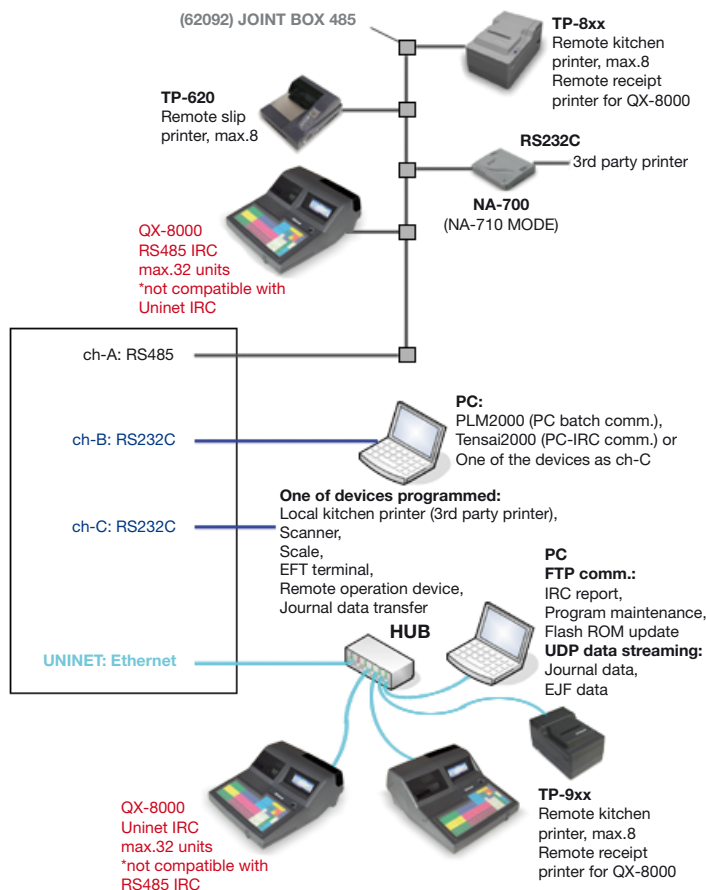 (62092) JOINT BOX 485
TP-8xx
Remote kitchen
printer, max.8
Remote receipt
printer for QX-8000
TP-620
Remote slip
printer, max.8
RS232C
3rd party printer
NA-700
(NA-710 MODE)
QX-8000
RS485 IRC
max.32 units
*not compatible with
Uninet IRC
ch-A: RS485
PC:
PLM2000 (PC batch comm.),
Tensai2000 (PC-IRC comm.) or
One of the devices as ch-C
ch-B: RS232C
One of devices programmed:
Local kitchen printer (3rd party printer),
Scanner,
Scale,
EFT terminal,
Remote operation device,
Journal data transfer
ch-C: RS232C
PC
FTP comm.:
IRC report,
Program maintenance,
Flash ROM update
UDP data streaming:
Journal data,
EJF data
HUB
UNINET: Ethernet
TP-9xx
Remote kitchen
printer, max.8
Remote receipt
printer for QX-8000
QX-8000
Uninet IRC
max.32 units
*not compatible with
RS485 IRC